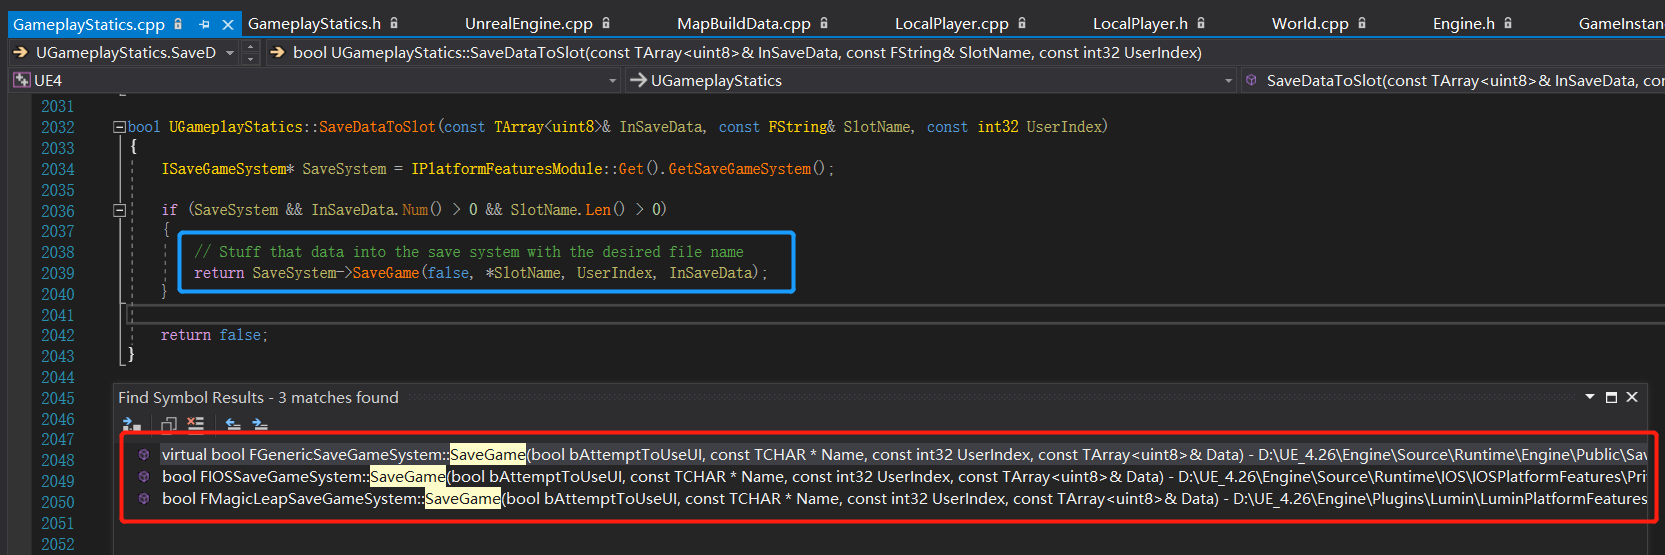 GameplayStatics.cpp GameplayStatics.h UnrealEngine.cpp MapBuildData.cpp LocalPlayer.cpp LocalPlayer.h World.cpp Engine.h GameInstanc
UGameplayStatics.SaveD bool UGameplayStatics::SaveDataToSlot(const TArray<uint8>& InSaveData, const FString& SlotName, const int32 UserIndex)
UE4 UGameplayStatics SaveDataToSlot(const TArray<uint8>& InSaveData, co
2031
2032 bool UGameplayStatics::SaveDataToSlot(const TArray<uint8>& InSaveData, const FString& SlotName, const int32 UserIndex)
2033 {
2034 ISaveGameSystem* SaveSystem = IPlatformFeaturesModule::Get().GetSaveGameSystem();
2035
2036 if (SaveSystem && InSaveData.Num() > 0 && SlotName.Len() > 0)
2037 {
2038 // Stuff that data into the save system with the desired file name
2039 return SaveSystem->SaveGame(false, *SlotName, UserIndex, InSaveData);
2040 }
2041
2042 return false;
2043 }
2044
2045 Find Symbol Results - 3 matches found
2046
2047
2048 virtual bool FGenericSaveGameSystem::SaveGame(bool bAttemptToUseUI, const TCHAR * Name, const int32 UserIndex, const TArray<uint8>& Data) - D:\UE_4.26\Engine\Source\Runtime\Engine\Public\Sav
2049 bool FIOSSaveGameSystem::SaveGame(bool bAttemptToUseUI, const TCHAR * Name, const int32 UserIndex, const TArray<uint8>& Data) - D:\UE_4.26\Engine\Source\Runtime\IOS\IOSPlatformFeatures\Pri
2050 bool FMagicLeapSaveGameSystem::SaveGame(bool bAttemptToUseUI, const TCHAR * Name, const int32 UserIndex, const TArray<uint8>& Data) - D:\UE_4.26\Engine\Plugins\Lumin\LuminPlatformFeatures
2051
2052